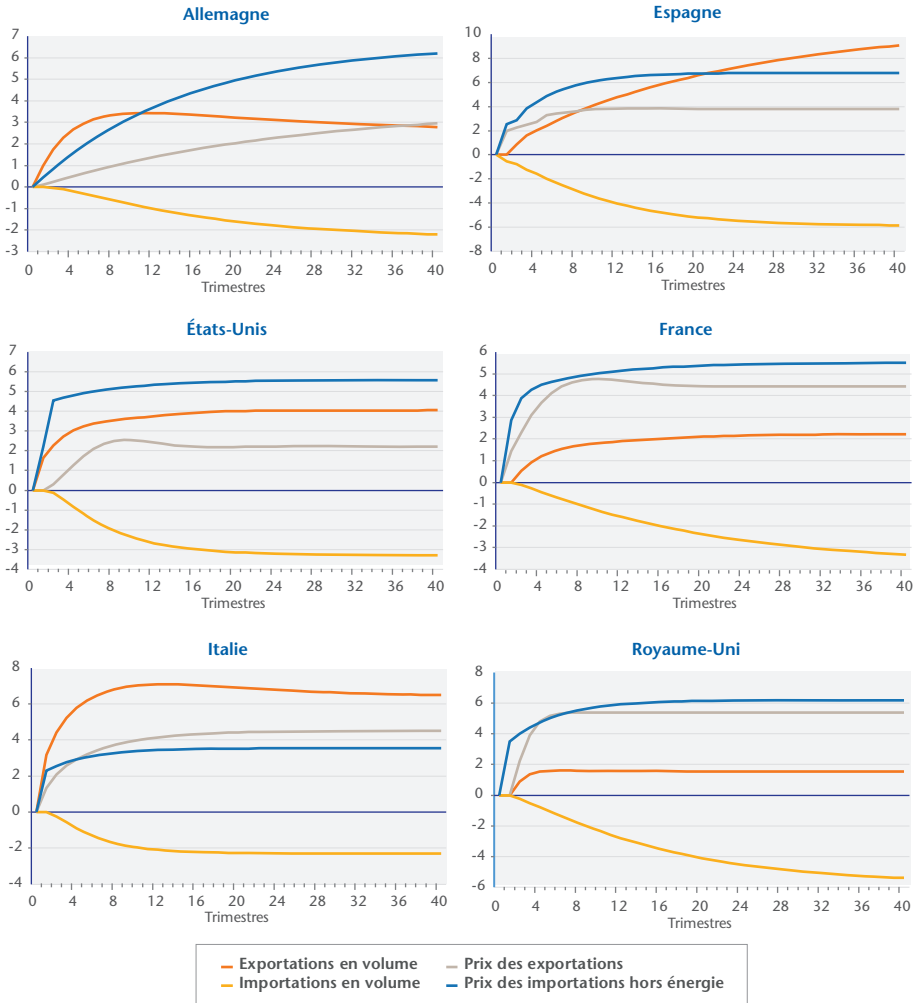 Allemagne
7
6
5
4
3
2
1
0
-1
-2
-3
0 4 8 12 16 20 24 28 32 36 40
Trimestres
Espagne
10
8
6
4
2
0
-2
-4
-6
-8
0 4 8 12 16 20 24 28 32 36 40
Trimestres
États-Unis
7
6
5
4
3
2
1
0
-1
-2
-3
-4
0 4 8 12 16 20 24 28 32 36 40
Trimestres
France
6
5
4
3
2
1
0
-1
-2
-3
-4
0 4 8 12 16 20 24 28 32 36 40
Trimestres
Italie
8
6
4
2
0
-2
-4
0 4 8 12 16 20 24 28 32 36 40
Trimestres
Royaume-Uni
8
6
4
2
0
-2
-4
-6
0 4 8 12 16 20 24 28 32 36 40
Trimestres
Exportations en volume
Prix des exportations
Importations en volume
Prix des importations hors énergie